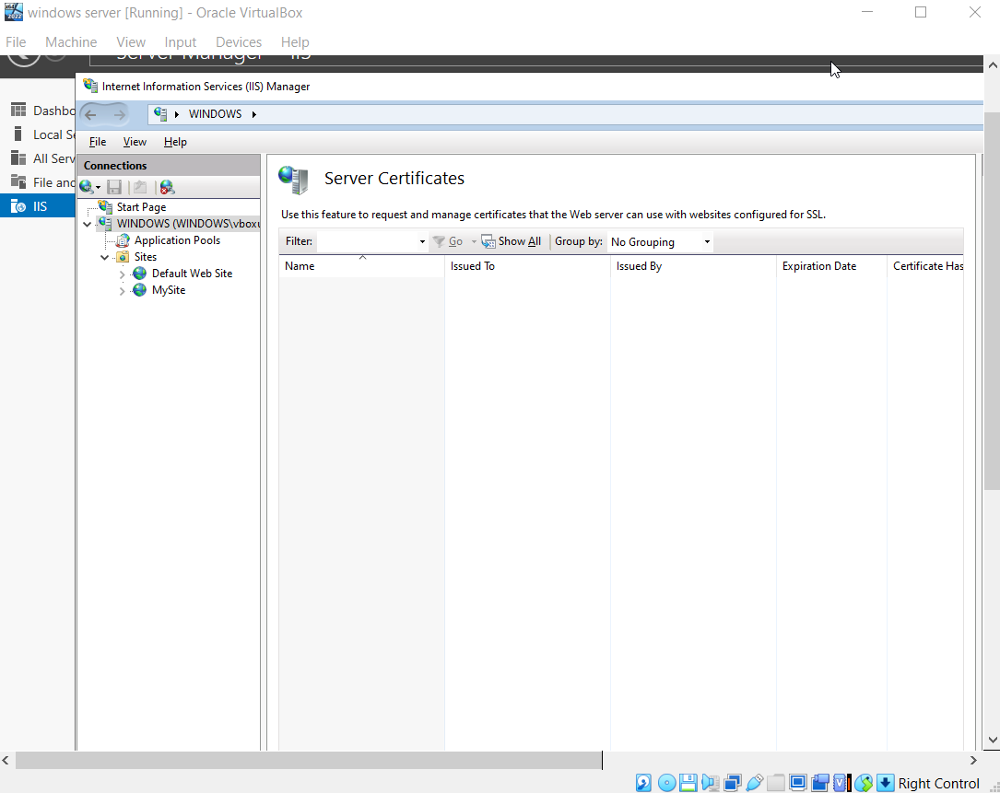 windows server [Running] - Oracle VirtualBox
File Machine View Input Devices Help
Internet Information Services (IIS) Manager
WINDOWS
File View Help
Dashbo
Local Se
All Serv
File and
IIS
Connections
Start Page
WINDOWS (WINDOWS\vboxu
Application Pools
Sites
Default Web Site
MySite
Server Certificates
Use this feature to request and manage certificates that the Web server can use with websites configured for SSL.
Filter: Go Show All Group by: No Grouping
Name Issued To Issued By Expiration Date Certificate Has
Right Control